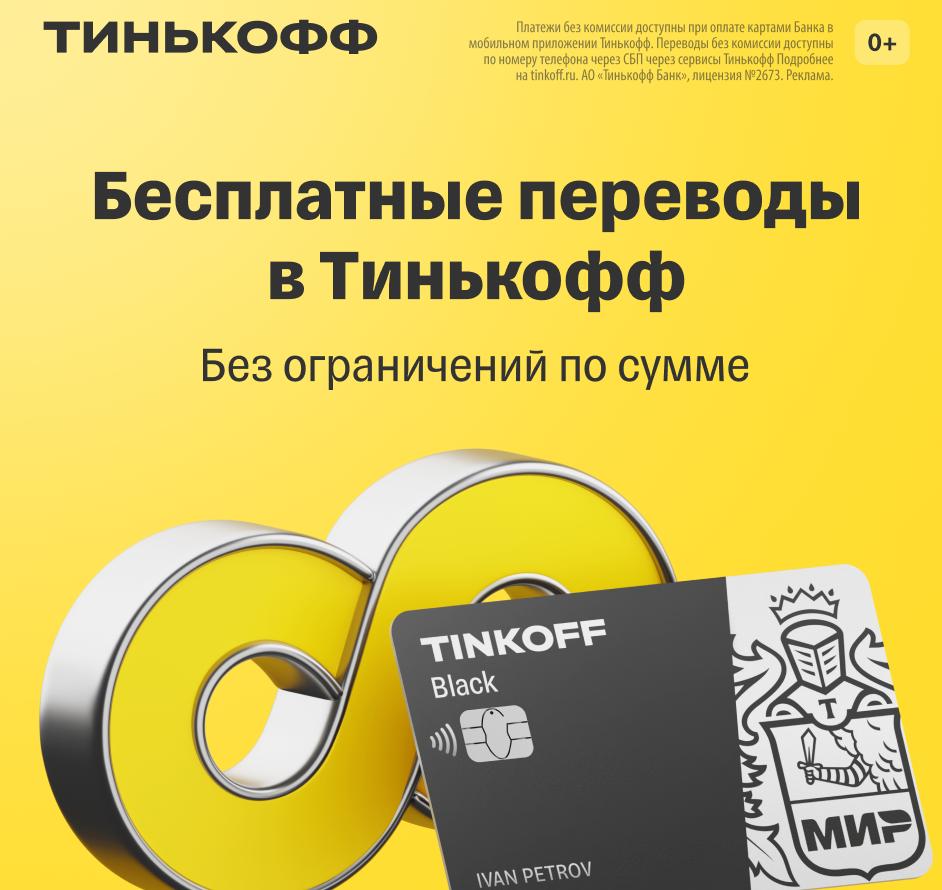 ТИНЬКОФФ
Платежи без комиссии доступны при оплате картами Банка в
мобильном приложении Тинькофф. Переводы без комиссии доступны
по номеру телефона через СБП через сервисы Тинькофф Подробнее
на tinkoff.ru. АО «Тинькофф Банк», лицензия №2673. Реклама.
0+
Бесплатные переводы
в Тинькофф
Без ограничений по сумме
TINKOFF
Black
T
МИР
IVAN PETROV